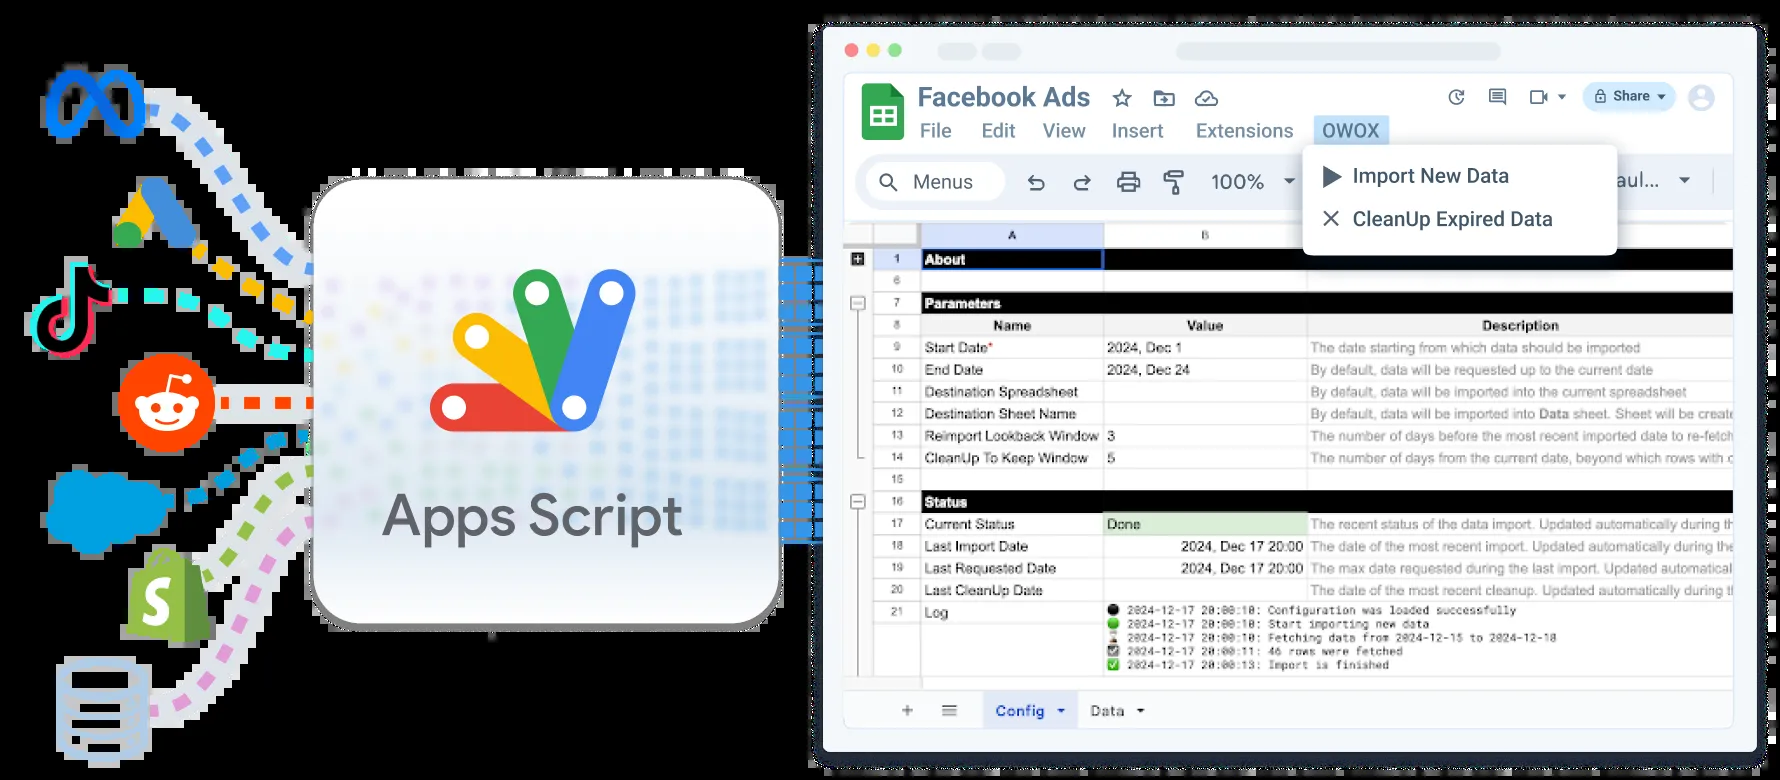 Apps Script
Facebook Ads
Share
File Edit View Insert Extensions OWOX
Menus 100%
Import New Data
CleanUp Expired Data
A B
1 About
6
7 Parameters
8 Name Value Description
9 Start Date* 2024, Dec 1 The date starting from which data should be imported
10 End Date 2024, Dec 24 By default, data will be requested up to the current date
11 Destination Spreadsheet By default, data will be imported into the current spreadsheet
12 Destination Sheet Name By default, data will be imported into Data sheet. Sheet will be create
13 Reimport Lookback Window 3 The number of days before the most recent imported date to re-fetch
14 CleanUp To Keep Window 5 The number of days from the current date, beyond which rows with
15
16 Status
17 Current Status Done The recent status of the data import. Updated automatically during th
18 Last Import Date 2024, Dec 17 20:00 The date of the most recent import. Updated automatically during the
19 Last Requested Date 2024, Dec 17 20:00 The max date requested during the last import. Updated automatical
20 Last CleanUp Date The date of the most recent cleanup. Updated automatically during t
21 Log 2024-12-17 20:00:10: Configuration was loaded successfully
2024-12-17 20:00:10: Start importing new data
2024-12-17 20:00:10: Fetching data from 2024-12-15 to 2024-12-18
2024-12-17 20:00:11: 46 rows were fetched
2024-12-17 20:00:13: Import is finished
Config Data